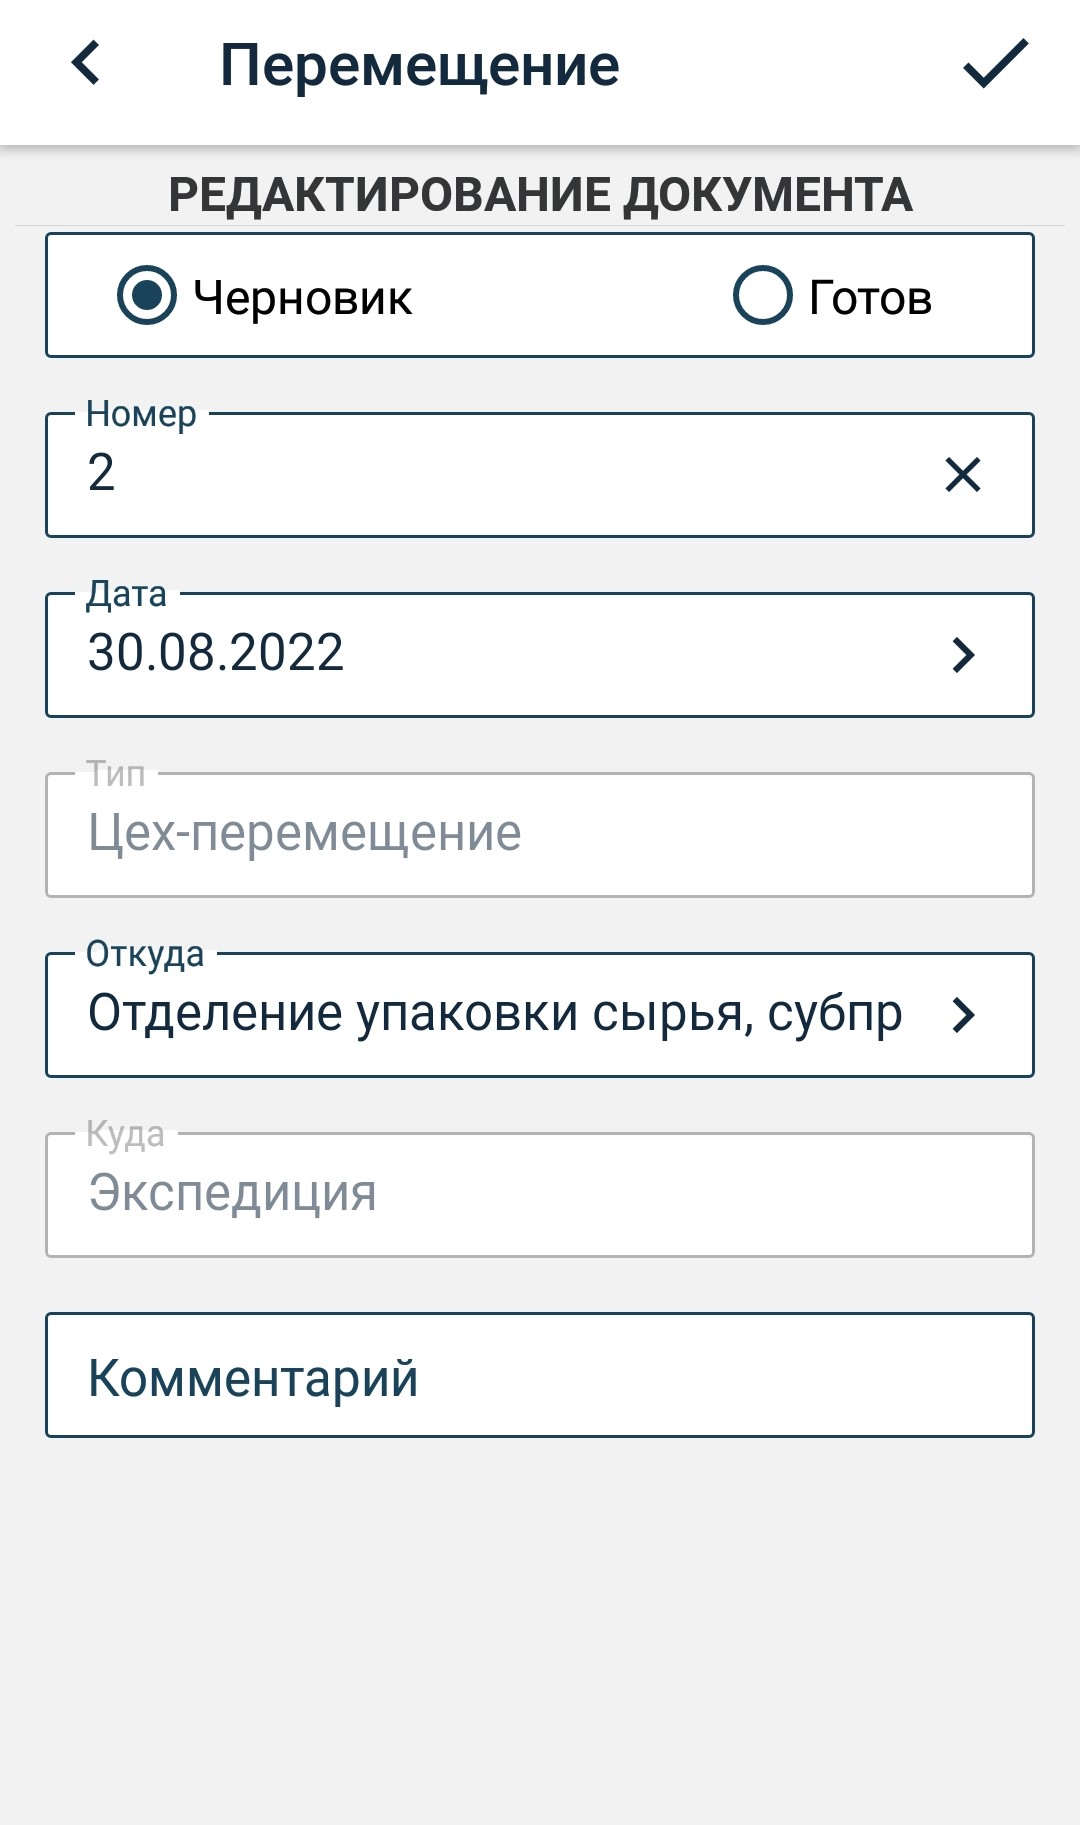 Перемещение
РЕДАКТИРОВАНИЕ ДОКУМЕНТА
Черновик Готов
Номер
2
Дата
30.08.2022
Тип
Цех-перемещение
Откуда
Отделение упаковки сырья, субпр
Куда
Экспедиция
Комментарий